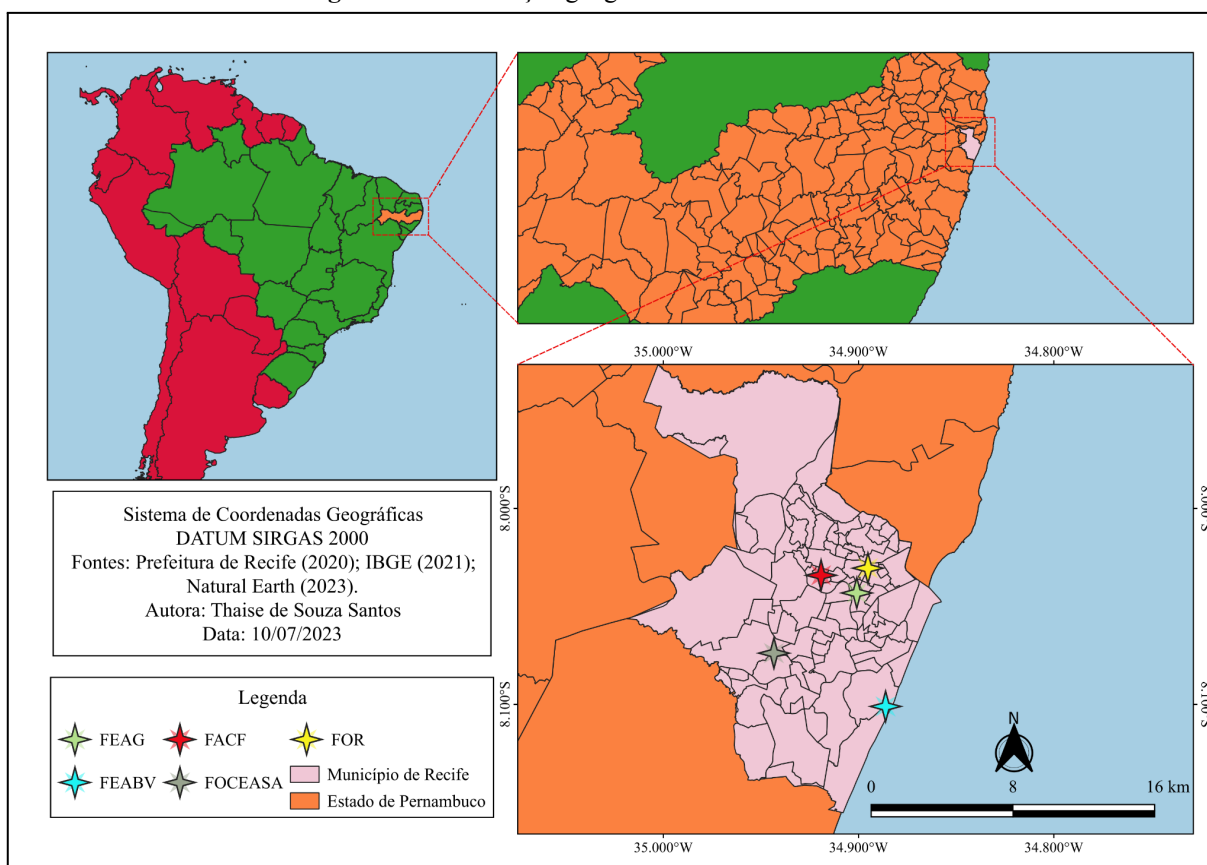 35.000°W 34.900°W 34.800°W
8.000°S 8.000°S
Sistema de Coordenadas Geográficas
DATUM SIRGAS 2000
Fontes: Prefeitura de Recife (2020); IBGE (2021);
Natural Earth (2023).
Autora: Thaise de Souza Santos
Data: 10/07/2023
8.100°S 8.100°S
Legenda
FEAG FACF FOR
FEABV FOCEASA Município de Recife
Estado de Pernambuco
N
0 8 16 km
35.000°W 34.900°W 34.800°W